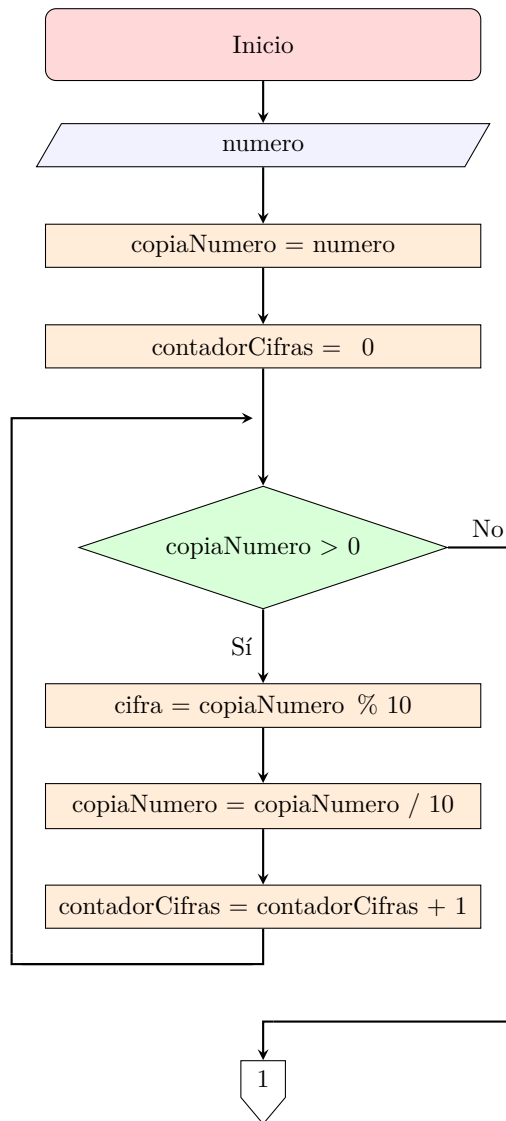 Inicio
numero
copiaNumero = numero
contadorCifras = 0
copiaNumero > 0
No
Sí
cifra = copiaNumero % 10
copiaNumero = copiaNumero / 10
contadorCifras = contadorCifras + 1
1